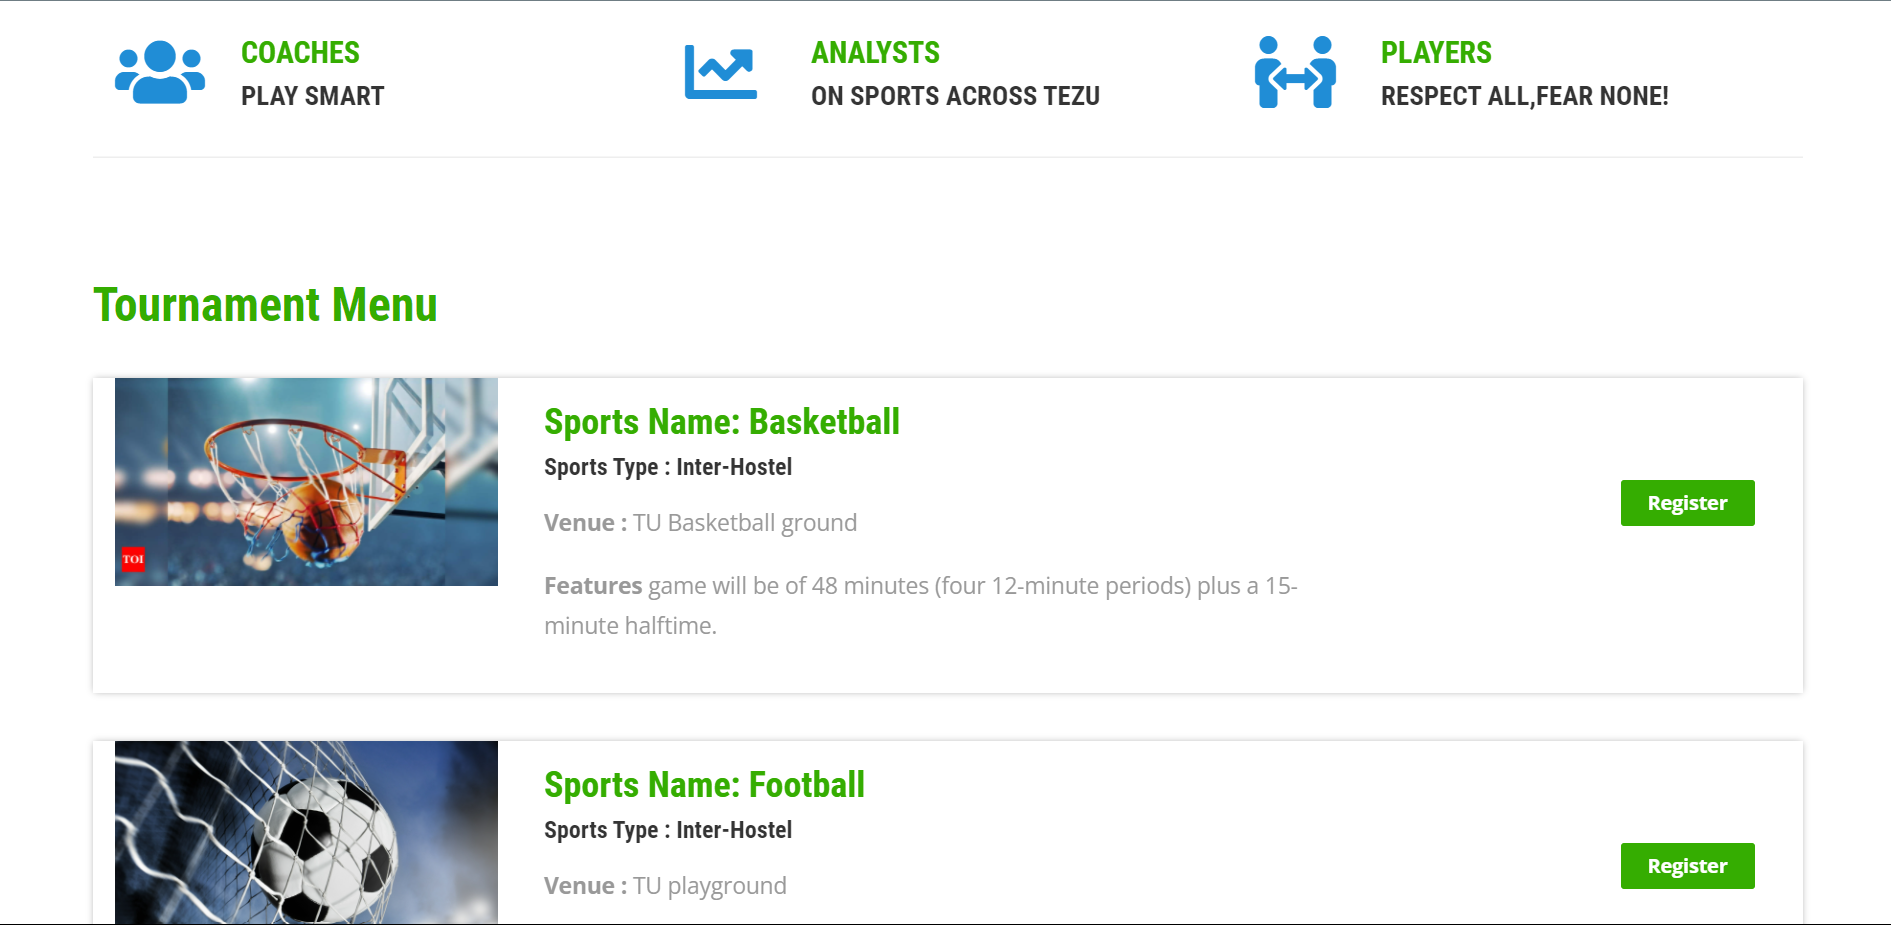 COACHES
PLAY SMART
ANALYSTS
ON SPORTS ACROSS TEZU
PLAYERS
RESPECT ALL,FEAR NONE!
Tournament Menu
TOI
Sports Name: Basketball
Sports Type : Inter-Hostel
Venue : TU Basketball ground
Features game will be of 48 minutes (four 12-minute periods) plus a 15-
minute halftime.
Register
Sports Name: Football
Sports Type : Inter-Hostel
Venue : TU playground
Register